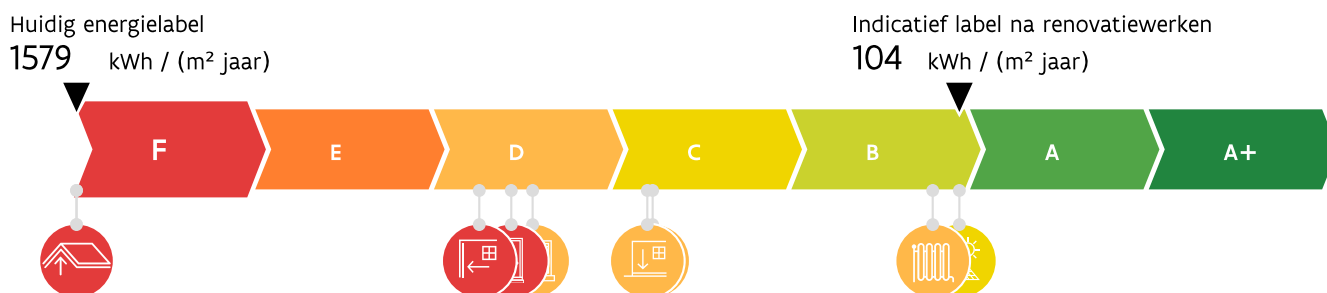 Huidig energielabel
1579 kWh / (m² jaar)
Indicatief label na renovatiewerken
104 kWh / (m² jaar)
F E D C B A A+